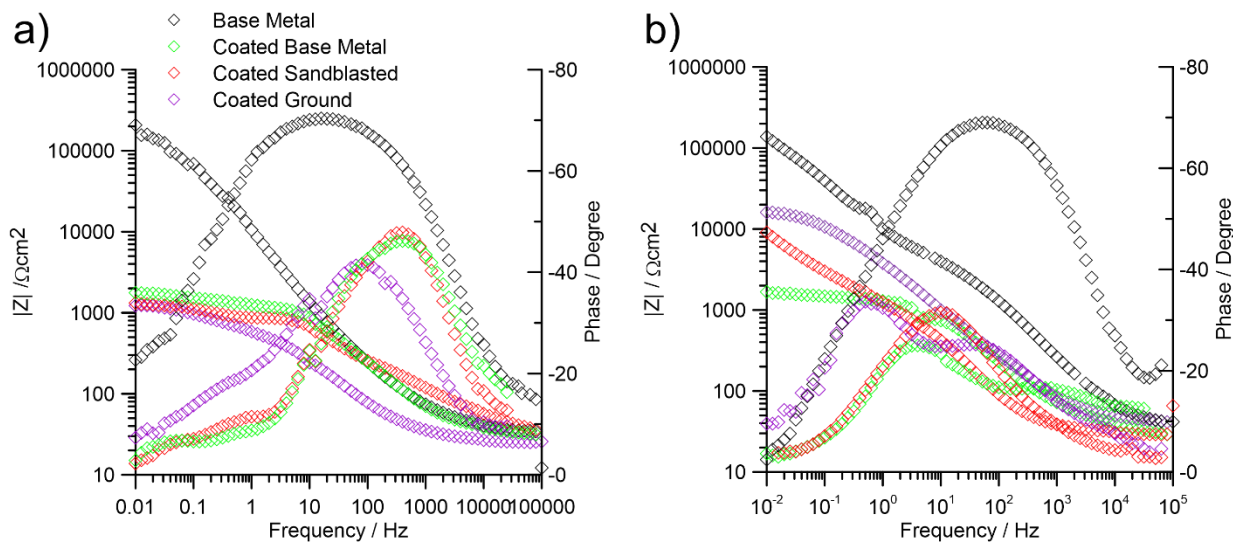 a)
Base Metal
Coated Base Metal
Coated Sandblasted
Coated Ground
1000000
100000
10000
1000
100
10
|Z| /Ωcm2
-80
-60
-40
-20
-0
Phase / Degree
0.01 0.1 1 10 100 1000 10000 100000
Frequency / Hz
b)
1000000
100000
10000
1000
100
10
|Z| / Ωcm2
-80
-60
-40
-20
-0
Phase / Degree
10-2 10-1 100 101 102 103 104 105
Frequency / Hz